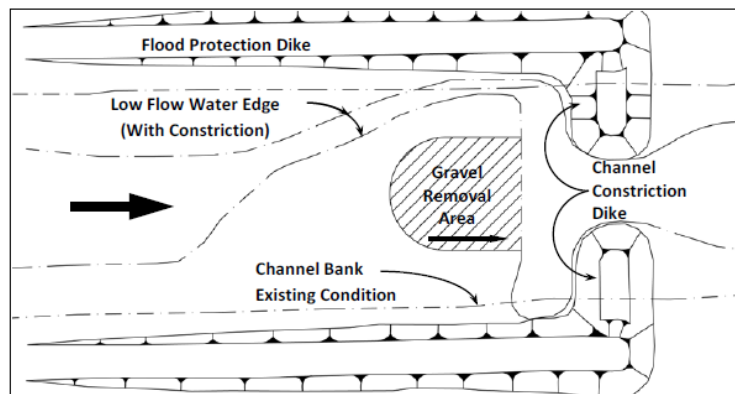 Flood Protection Dike
Low Flow Water Edge
(With Constriction)
Gravel
Removal
Area
Channel
Constriction
Dike
Channel Bank
Existing Condition